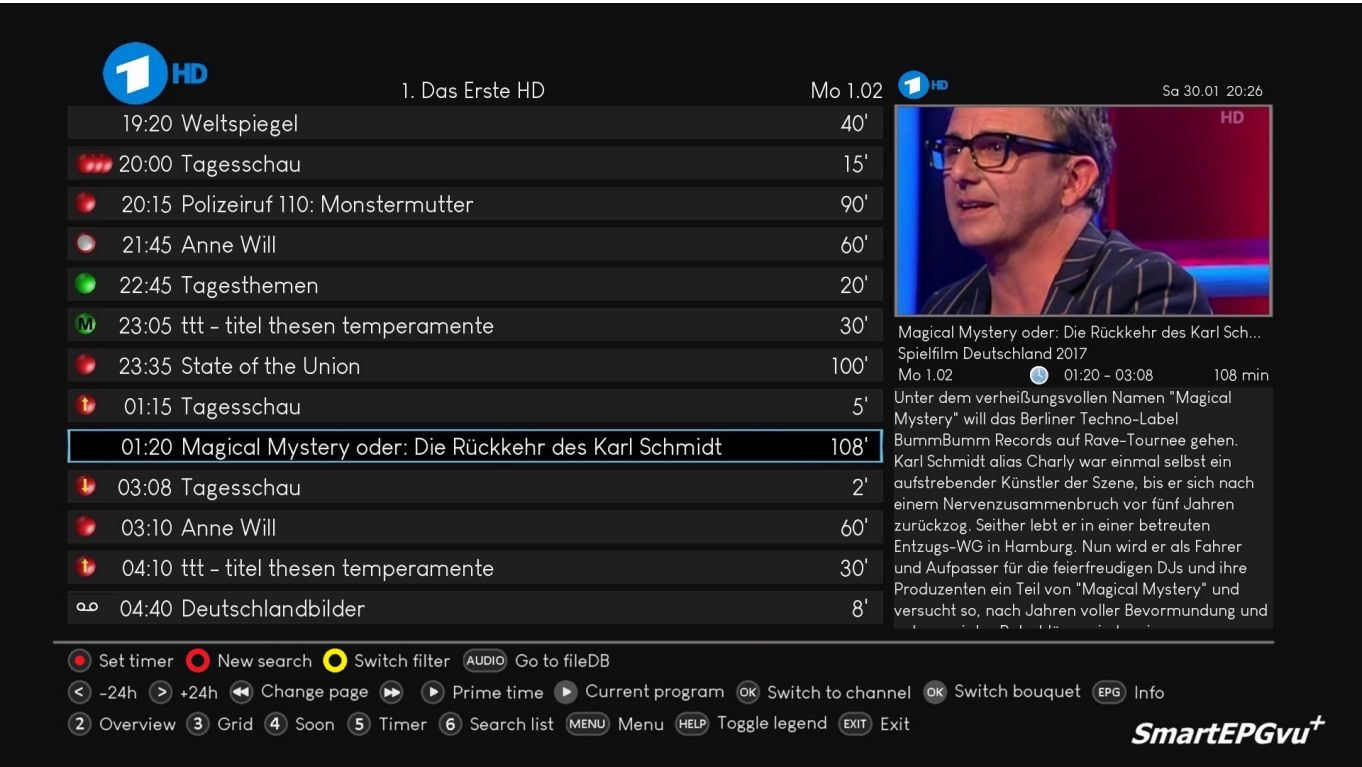 HD
1. Das Erste HD
Mo 1.02
19:20 Weltspiegel 40'
20:00 Tagesschau 15'
20:15 Polizeiruf 110: Monstermutter 90'
21:45 Anne Will 60'
22:45 Tagesthemen 20'
M 23:05 ttt – titel thesen temperamente 30'
23:35 State of the Union 100'
01:15 Tagesschau 5'
01:20 Magical Mystery oder: Die Rückkehr des Karl Schmidt 108'
03:08 Tagesschau 2'
03:10 Anne Will 60'
04:10 ttt – titel thesen temperamente 30'
04:40 Deutschlandbilder 8'
HD
Sa 30.01 20:26
HD
Magical Mystery oder: Die Rückkehr des Karl Sch...
Spielfilm Deutschland 2017
Mo 1.02 01:20 – 03:08 108 min
Unter dem verheißungsvollen Namen "Magical
Mystery" will das Berliner Techno-Label
BummBumm Records auf Rave-Tournee gehen.
Karl Schmidt alias Charly war einmal selbst ein
aufstrebender Künstler der Szene, bis er sich nach
einem Nervenzusammenbruch vor fünf Jahren
zurückzog. Seither lebt er in einer betreuten
Entzugs-WG in Hamburg. Nun wird er als Fahrer
und Aufpasser für die feierfreudigen DJs und ihre
Produzenten ein Teil von "Magical Mystery" und
versucht so, nach Jahren voller Bevormundung und
Set timer New search Switch filter AUDIO Go to fileDB
< -24h > +24h Change page Prime time Current program OK Switch to channel OK Switch bouquet EPG Info
2 Overview 3 Grid 4 Soon 5 Timer 6 Search list MENU Menu HELP Toggle legend EXIT Exit
SmartEPGvu+